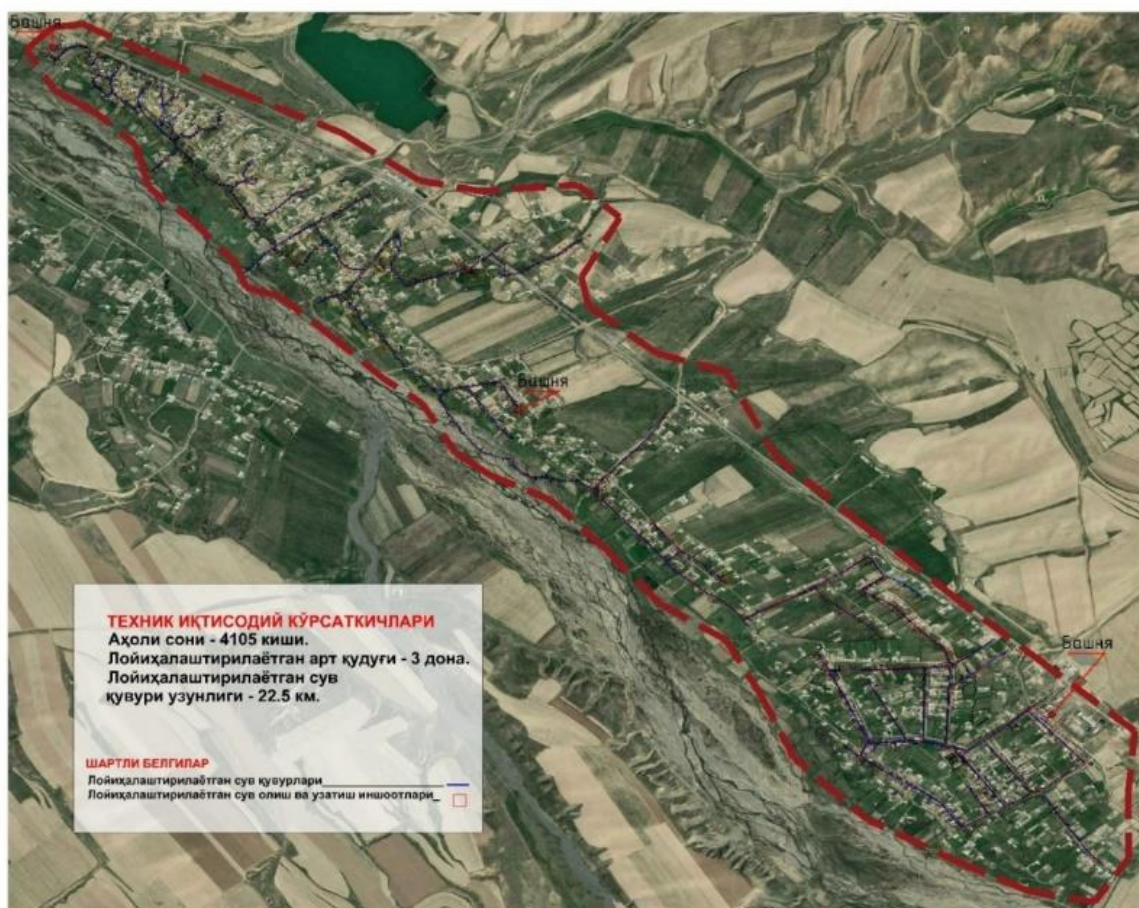 Башня
Башня
Башня
ТЕХНИК ИҚТИСОДИЙ КЎРСАТКИЧЛАРИ
Аҳоли сони - 4105 киши.
Лойиҳалаштирилаётган арт қудуғи - 3 дона.
Лойиҳалаштирилаётган сув
қувури узунлиги - 22.5 км.
ШАРТЛИ БЕЛГИЛАР
Лойиҳалаштирилаётган сув қувурлари
Лойиҳалаштирилаётган сув олиш ва узатиш иншоотлари